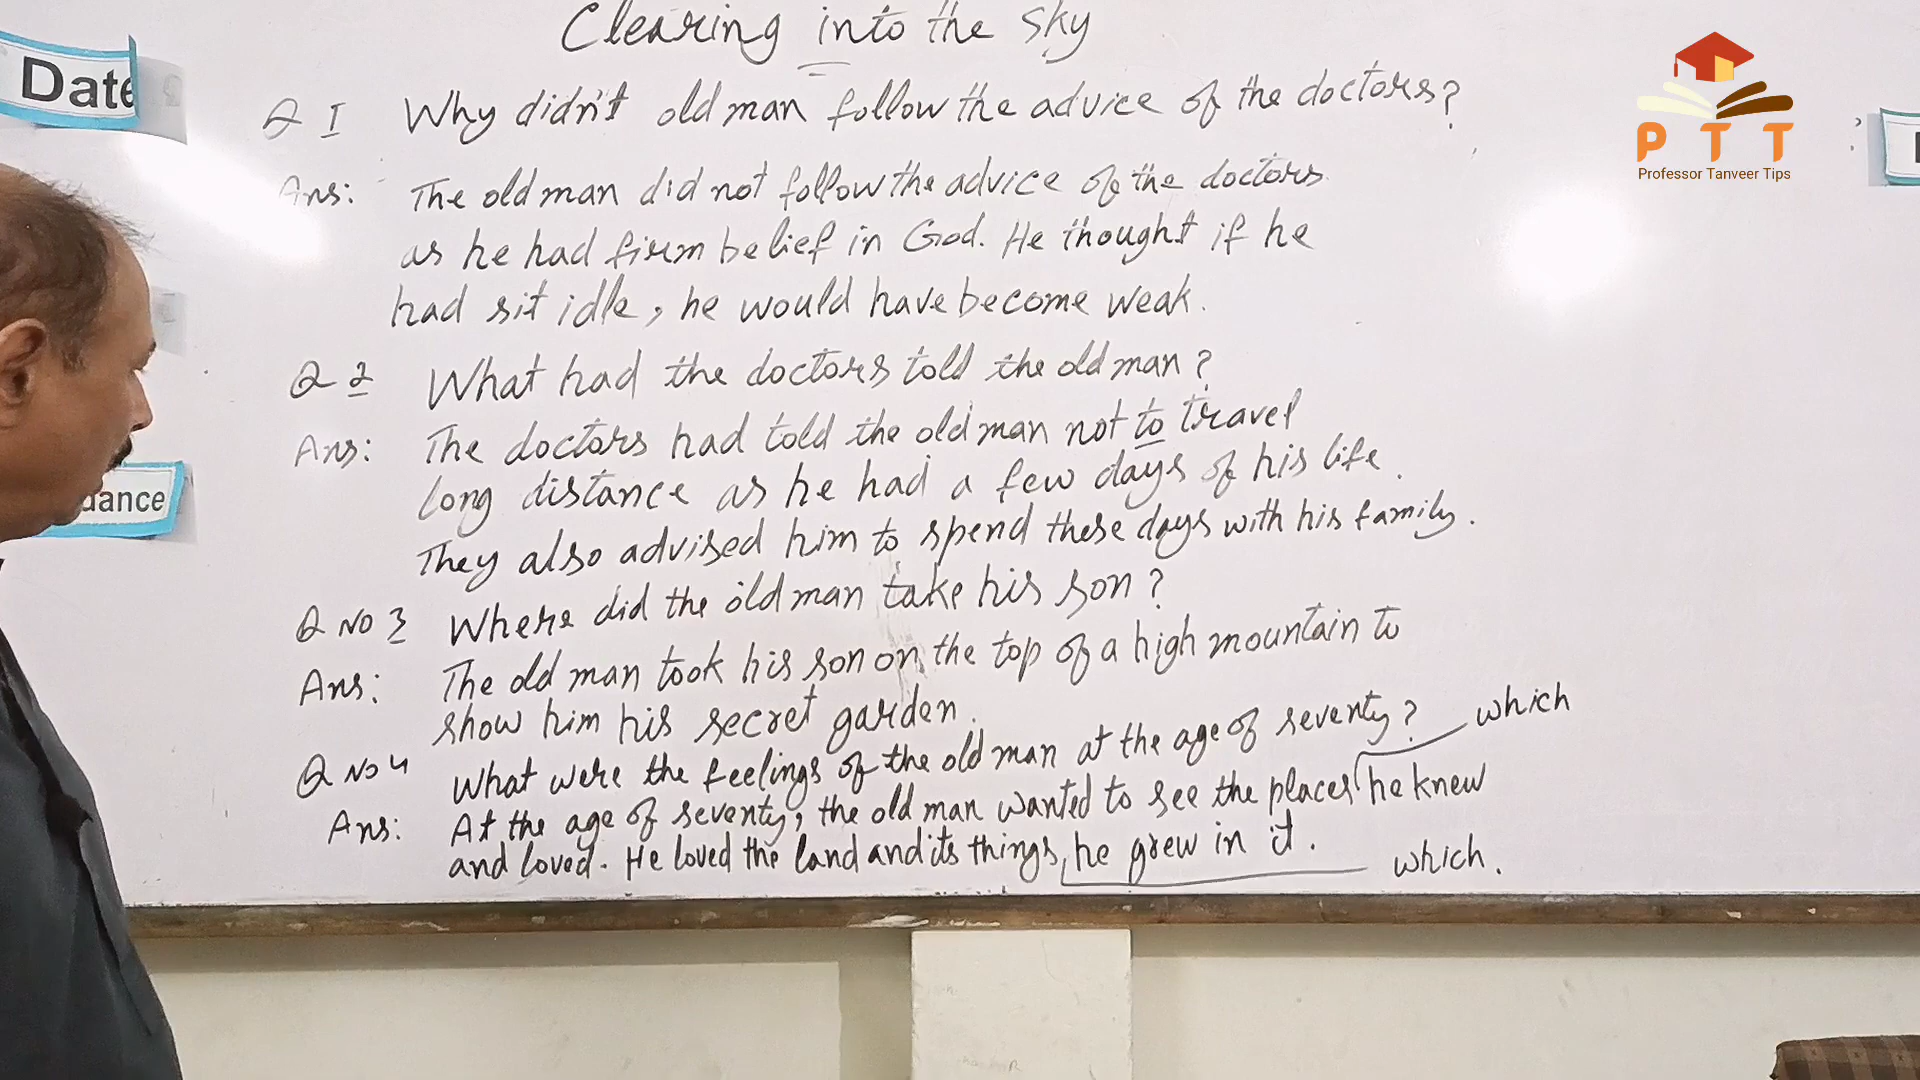 Clearing into the sky
Date
PTT
Professor Tanveer Tips
Q 1 Why didn't old man follow the advice of the doctors?
Ans: The old man did not follow the advice of the doctors
as he had firm belief in God. He thought if he
had sit idle, he would have become weak.
Q 2 What had the doctors told the old man?
Ans: The doctors had told the old man not to travel
long distance as he had a few days of his life.
dance
They also advised him to spend these days with his family.
Q NO 3 Where did the old man take his son?
Ans: The old man took his son on the top of a high mountain to
show him his secret garden.
Q NO 4 What were the feelings of the old man at the age of seventy? which
Ans: At the age of seventy, the old man wanted to see the places he knew
and loved. He loved the land and its things, he grew in it. which.